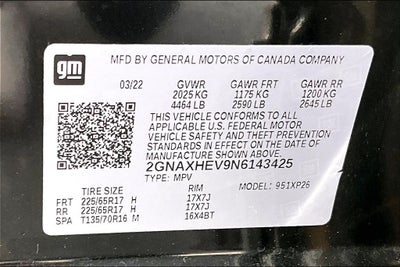 gm
MFD BY GENERAL MOTORS OF CANADA COMPANY
03/22 GVWR GAWR FRT GAWR RR
2025 KG 1175 KG 1200 KG
4464 LB 2590 LB 2645 LB
THIS VEHICLE CONFORMS TO ALL
APPLICABLE U.S. FEDERAL MOTOR
VEHICLE SAFETY AND THEFT PREVENTION
STANDARDS IN EFFECT ON THE DATE OF
MANUFACTURE SHOWN ABOVE.
2GNAXHEV9N6143425
TYPE: MPV MODEL: 951XP26
TIRE SIZE RIM
FRT 225/65R17 H 17X7J
RR 225/65R17 H 17X7J
SPA T135/70R16 M 16X4BT